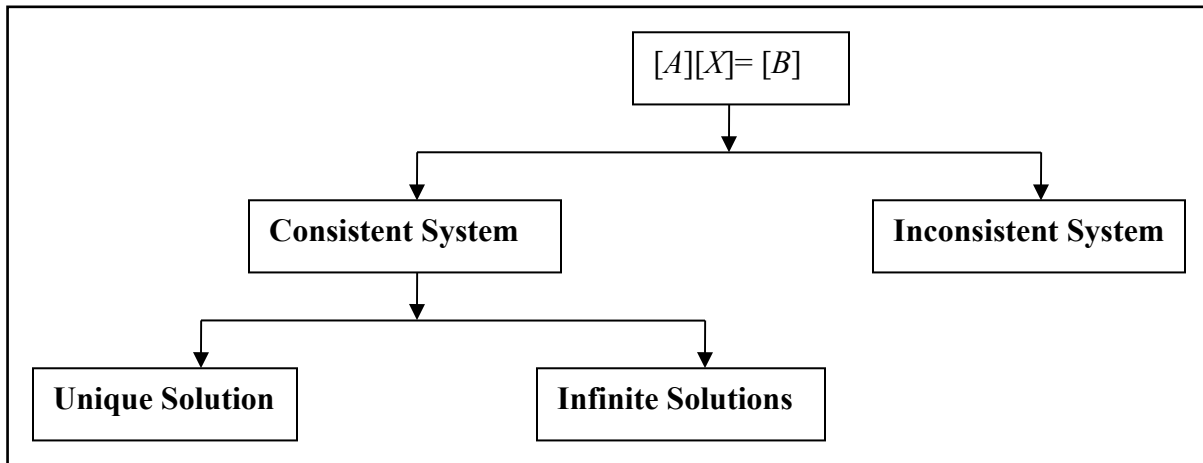 [A][X]= [B]
Consistent System
Inconsistent System
Unique Solution
Infinite Solutions